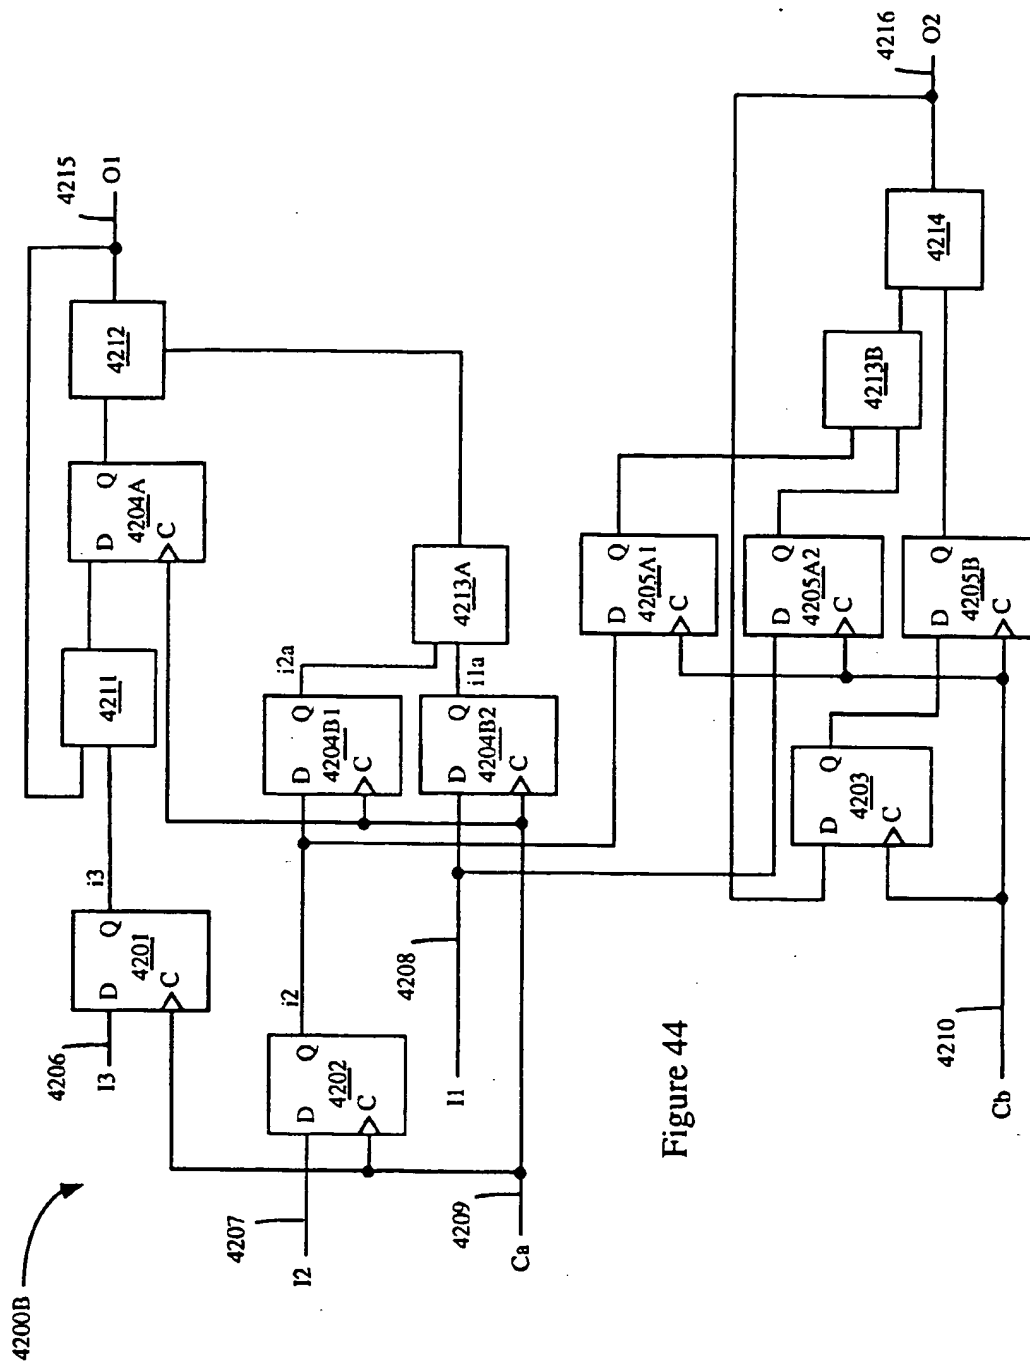 4200B
4206
I3
D
Q
4201
C
i3
4211
D
Q
4204A
C
4212
4215
O1
4207
I2
D
Q
4202
C
i2
D
Q
4204B1
C
i2a
4208
I1
D
Q
4204B2
C
i1a
4213A
4209
Ca
D
Q
4205A1
C
D
Q
4205A2
C
4213B
D
Q
4203
C
D
Q
4205B
C
4214
4216
O2
4210
Cb
Figure 44